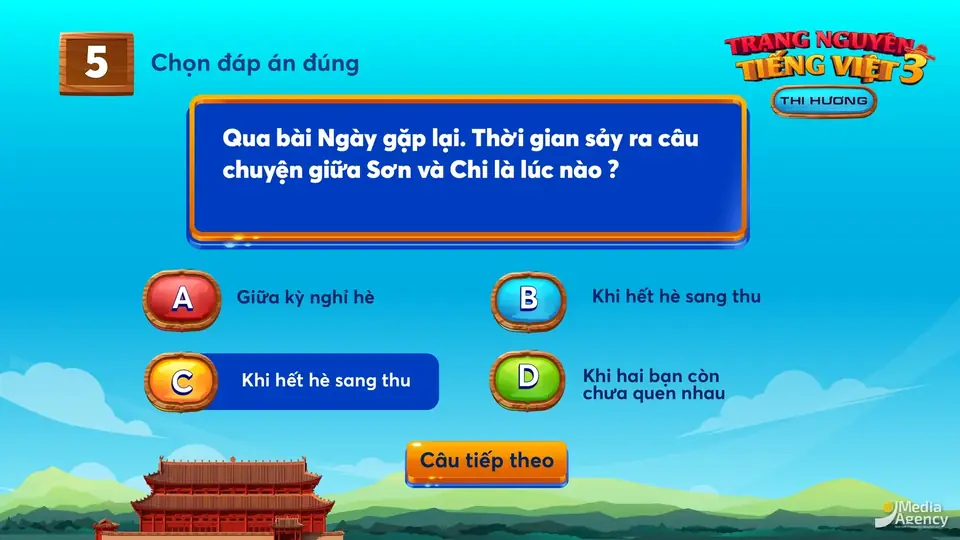 5
Chọn đáp án đúng
TRẠNG NGUYÊN
TIẾNG VIỆT 3
THI HƯƠNG
Qua bài Ngày gặp lại. Thời gian sảy ra câu
chuyện giữa Sơn và Chi là lúc nào ?
A
Giữa kỳ nghỉ hè
B
Khi hết hè sang thu
C
Khi hết hè sang thu
D
Khi hai bạn còn
chưa quen nhau
Câu tiếp theo
Media
Agency